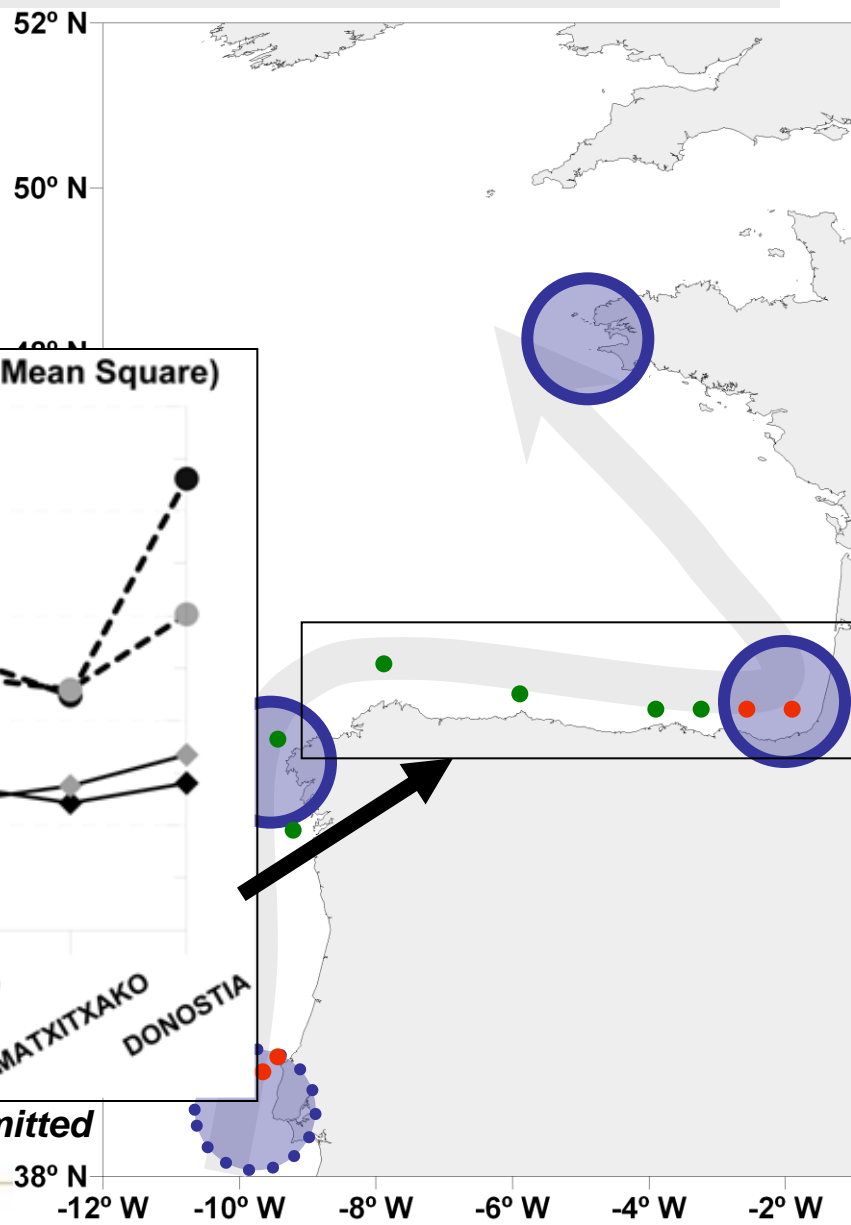 52º N
50º N
Mean Square)
MATXITXAKO
DONOSTIA
mitted
38º N
-12º W -10º W -8º W -6º W -4º W -2º W